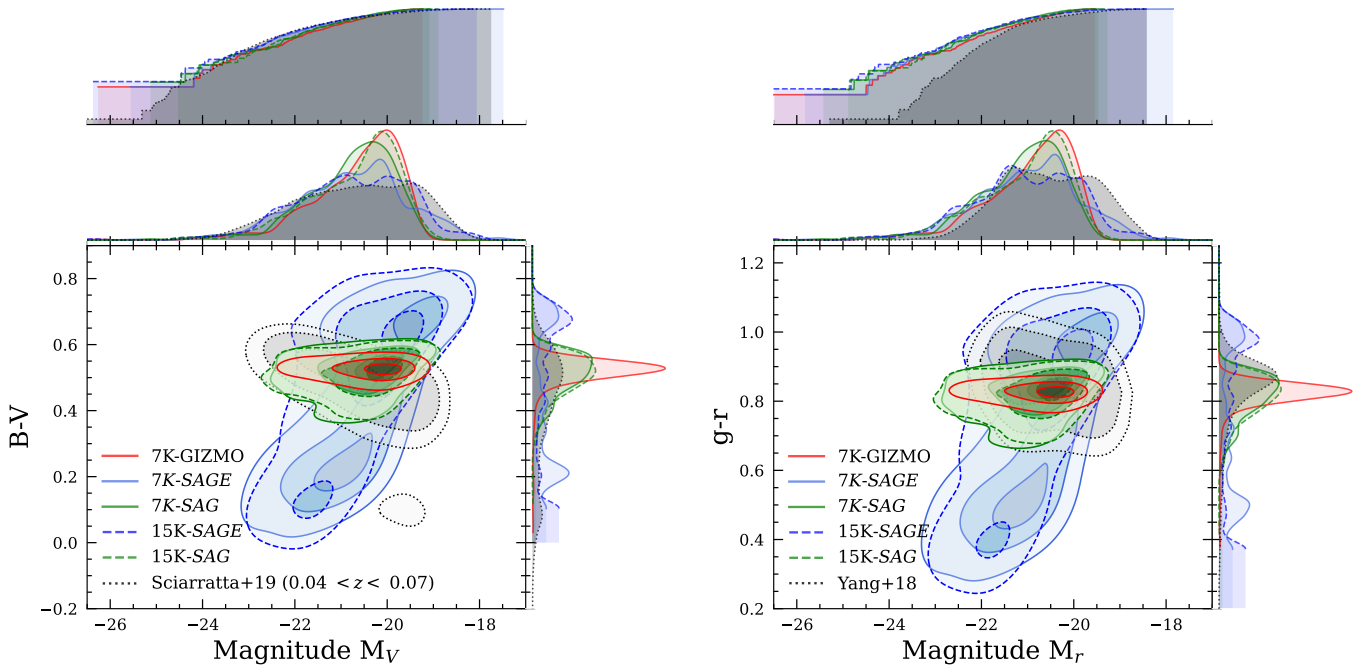 0.8
0.6
0.4
0.2
0.0
−0.2
B-V
7K-GIZMO
7K-SAGE
7K-SAG
15K-SAGE
15K-SAG
Sciarratta+19 (0.04 < z < 0.07)
−26
−24
−22
−20
−18
Magnitude M_V
1.2
1.0
0.8
0.6
0.4
0.2
g-r
7K-GIZMO
7K-SAGE
7K-SAG
15K-SAGE
15K-SAG
Yang+18
−26
−24
−22
−20
−18
Magnitude M_r